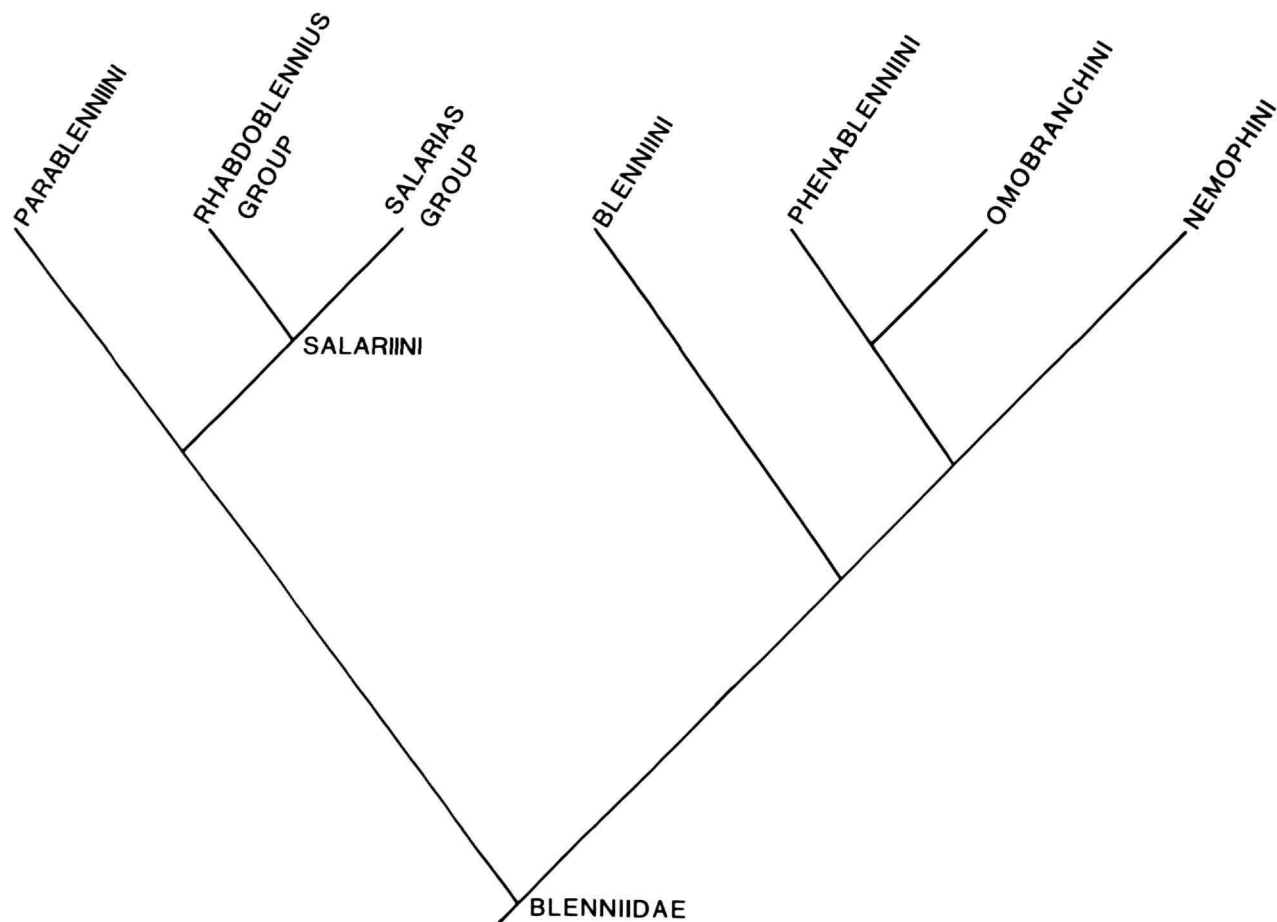 PARABLENNIINI
RHABDOBLENNIUS
GROUP
SALARIAS
GROUP
BLENNIINI
PHENABLENNIINI
OMOBRANCHINI
NEMOPHINI
SALARIINI
BLENNIIDAE